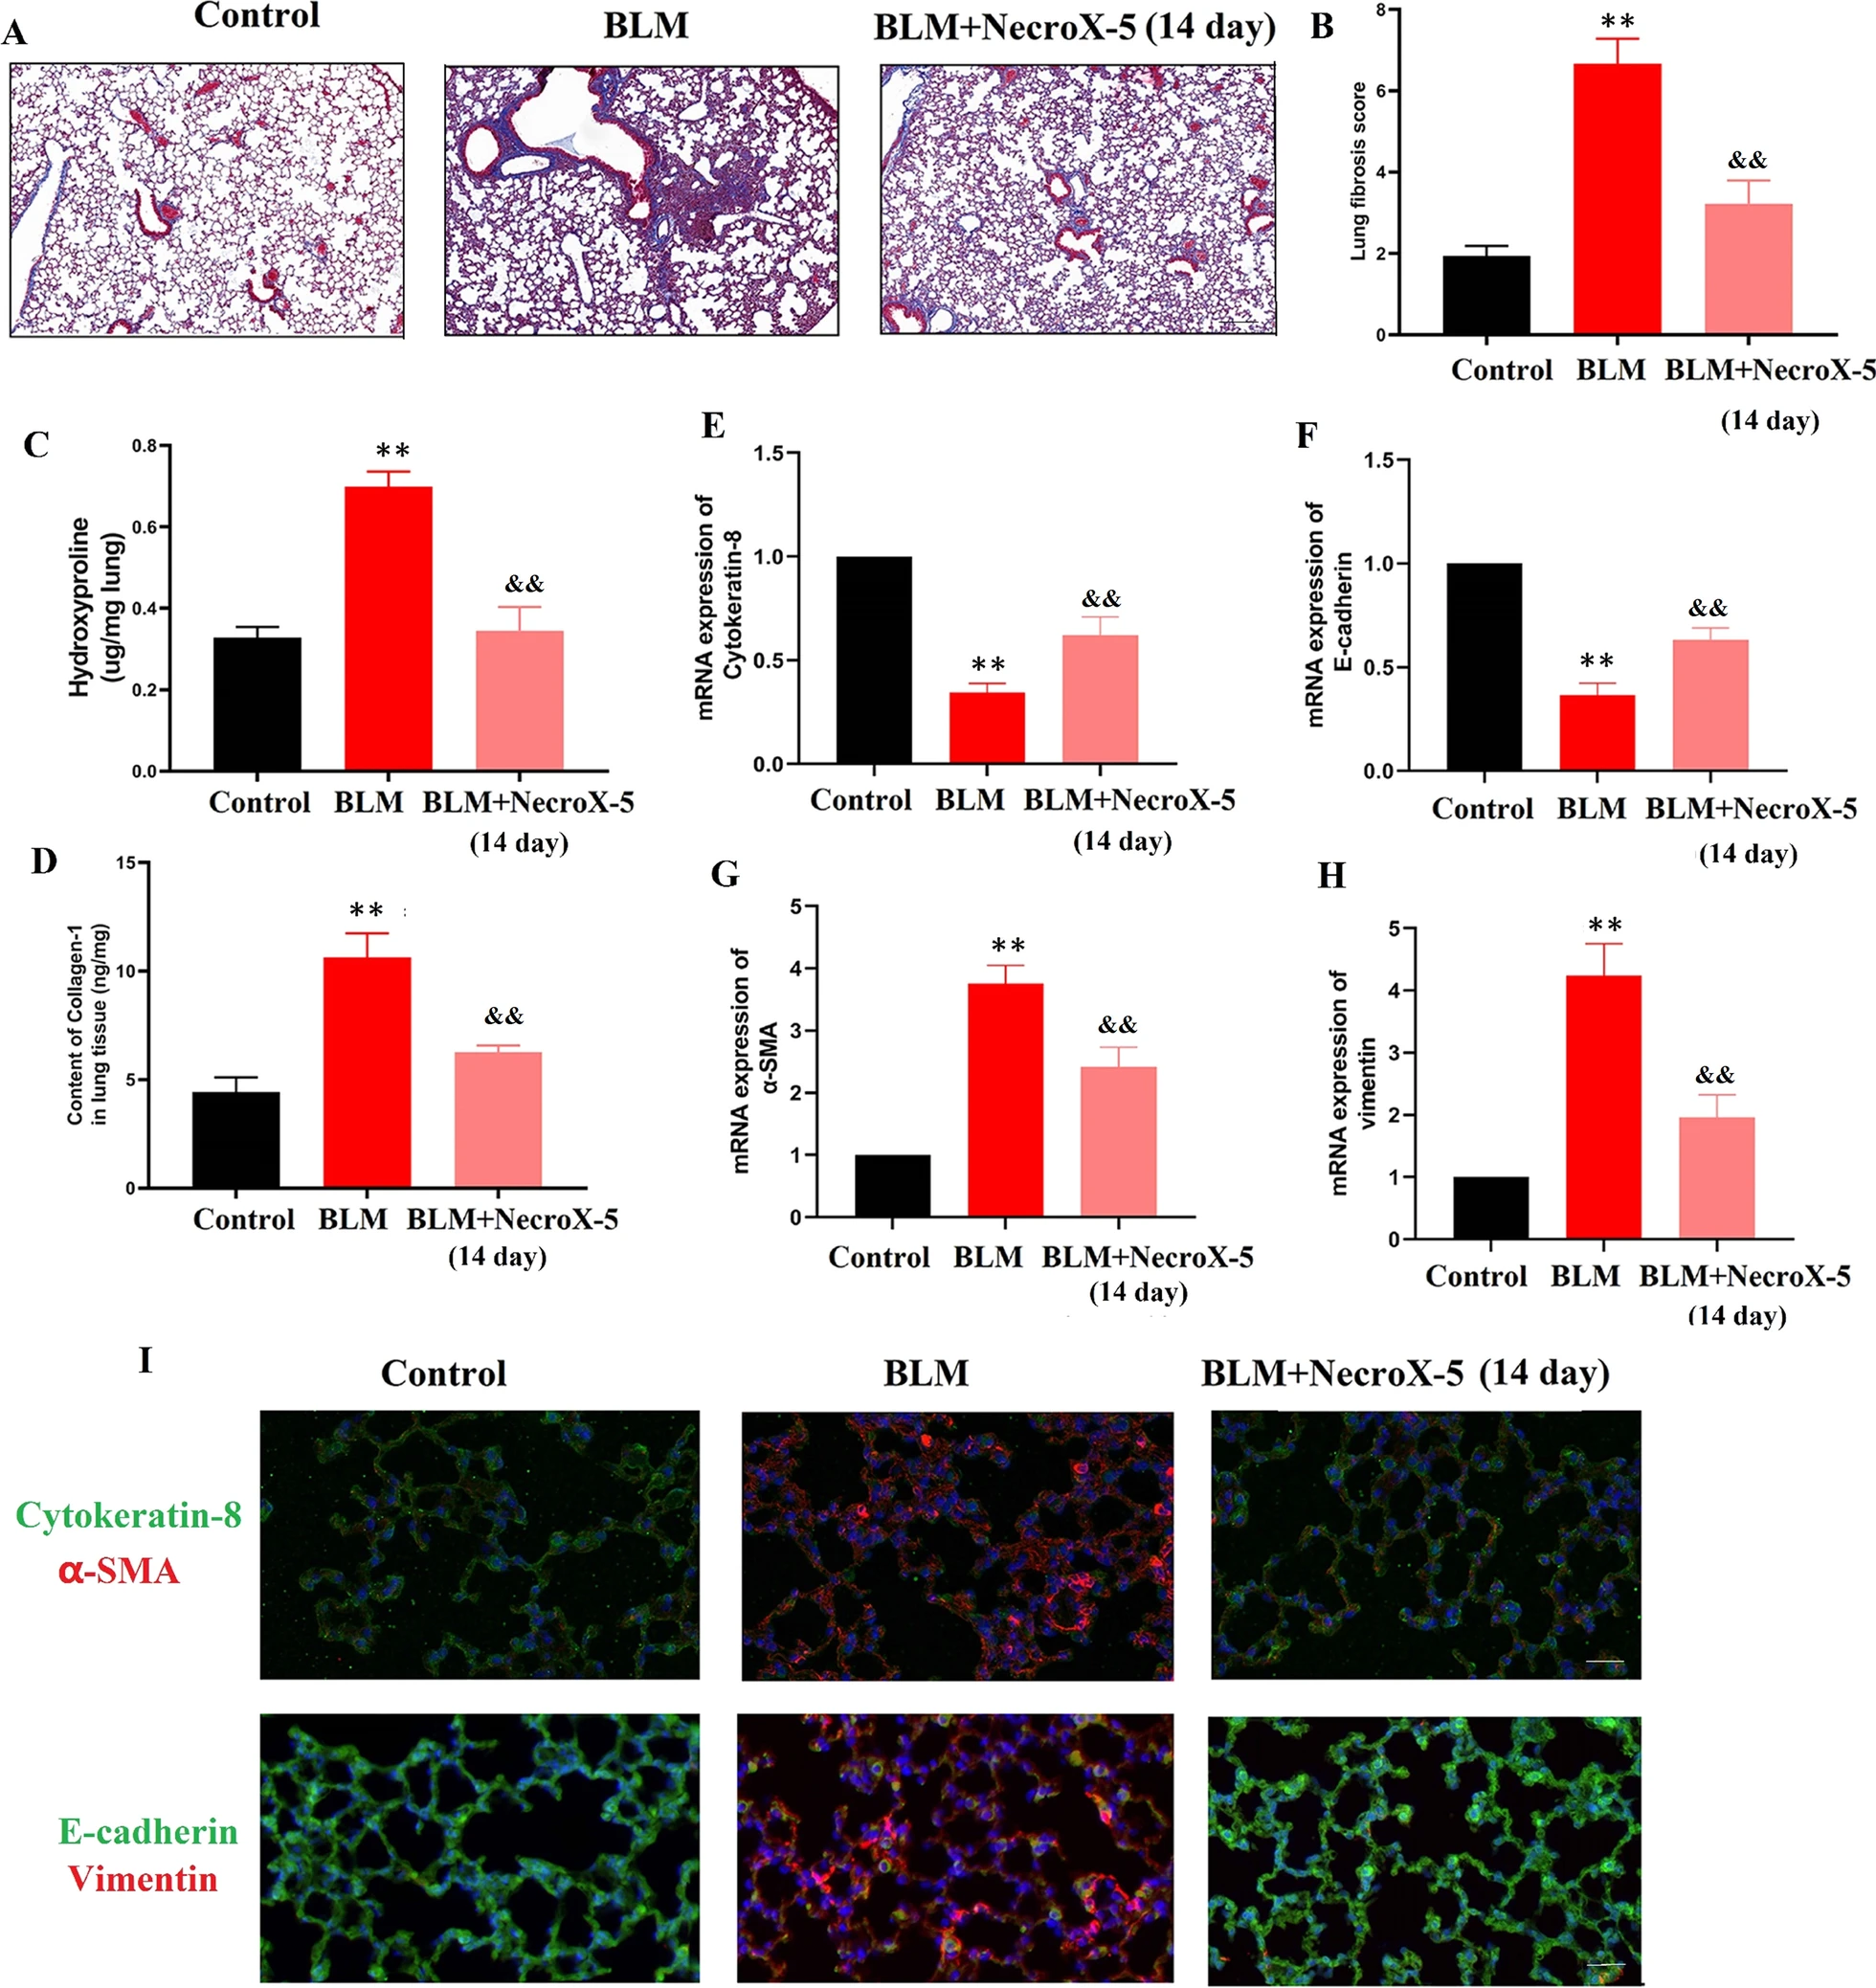 A
Control
BLM
BLM+NecroX-5 (14 day)
B
Lung fibrosis score
8
6
4
2
0
**
&&
Control
BLM
BLM+NecroX-5
(14 day)
C
Hydroxyproline
(ug/mg lung)
0.8
0.6
0.4
0.2
0.0
**
&&
Control
BLM
BLM+NecroX-5
(14 day)
E
mRNA expression of
Cytokeratin-8
1.5
1.0
0.5
0.0
**
&&
Control
BLM
BLM+NecroX-5
(14 day)
F
mRNA expression of
E-cadherin
1.5
1.0
0.5
0.0
**
&&
Control
BLM
BLM+NecroX-5
(14 day)
D
Content of Collagen-1
in lung tissue (ng/mg)
15
10
5
0
**
&&
Control
BLM
BLM+NecroX-5
(14 day)
G
mRNA expression of
α-SMA
5
4
3
2
1
0
**
&&
Control
BLM
BLM+NecroX-5
(14 day)
H
mRNA expression of
vimentin
5
4
3
2
1
0
**
&&
Control
BLM
BLM+NecroX-5
(14 day)
I
Control
BLM
BLM+NecroX-5 (14 day)
Cytokeratin-8
α-SMA
E-cadherin
Vimentin